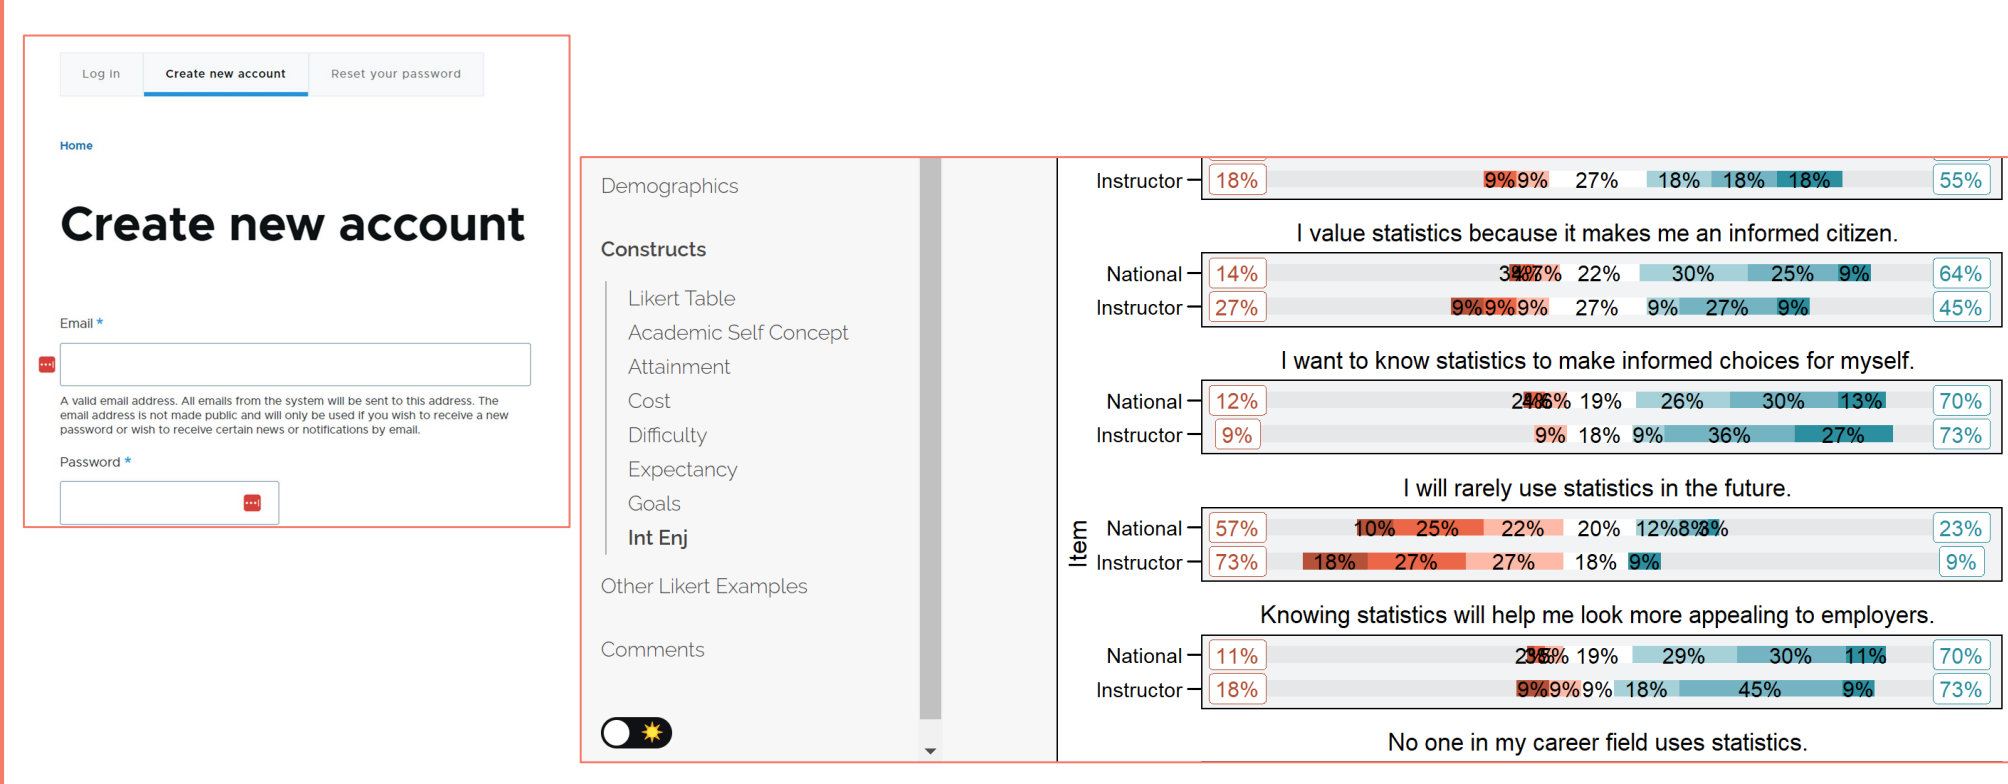 Log in Create new account Reset your password
Home
Create new account
Email *
A valid email address. All emails from the system will be sent to this address. The
email address is not made public and will only be used if you wish to receive a new
password or wish to receive certain news or notifications by email.
Password *
Demographics
Constructs
Likert Table
Academic Self Concept
Attainment
Cost
Difficulty
Expectancy
Goals
Int Enj
Other Likert Examples
Comments
Item
Instructor 18% 9% 9% 27% 18% 18% 18% 55%
I value statistics because it makes me an informed citizen.
National 14% 22% 30% 25% 9% 64%
Instructor 27% 9% 9% 9% 27% 9% 27% 9% 45%
I want to know statistics to make informed choices for myself.
National 12% 19% 26% 30% 13% 70%
Instructor 9% 9% 18% 9% 36% 27% 73%
I will rarely use statistics in the future.
National 57% 10% 25% 22% 20% 12% 8% 3% 23%
Instructor 73% 18% 27% 27% 18% 9% 9%
Knowing statistics will help me look more appealing to employers.
National 11% 19% 29% 30% 11% 70%
Instructor 18% 9% 9% 9% 18% 45% 9% 73%
No one in my career field uses statistics.